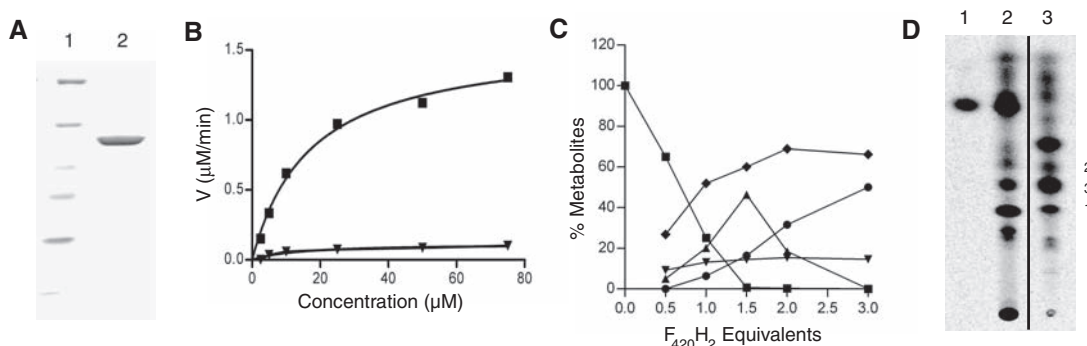 A
1 2
B
V (µM/min)
1.5
1.0
0.5
0.0
0 20 40 60 80
Concentration (µM)
C
% Metabolites
120
100
80
60
40
20
0
0.0 0.5 1.0 1.5 2.0 3.0
F420H2 Equivalents
D
1 2 3
2
3